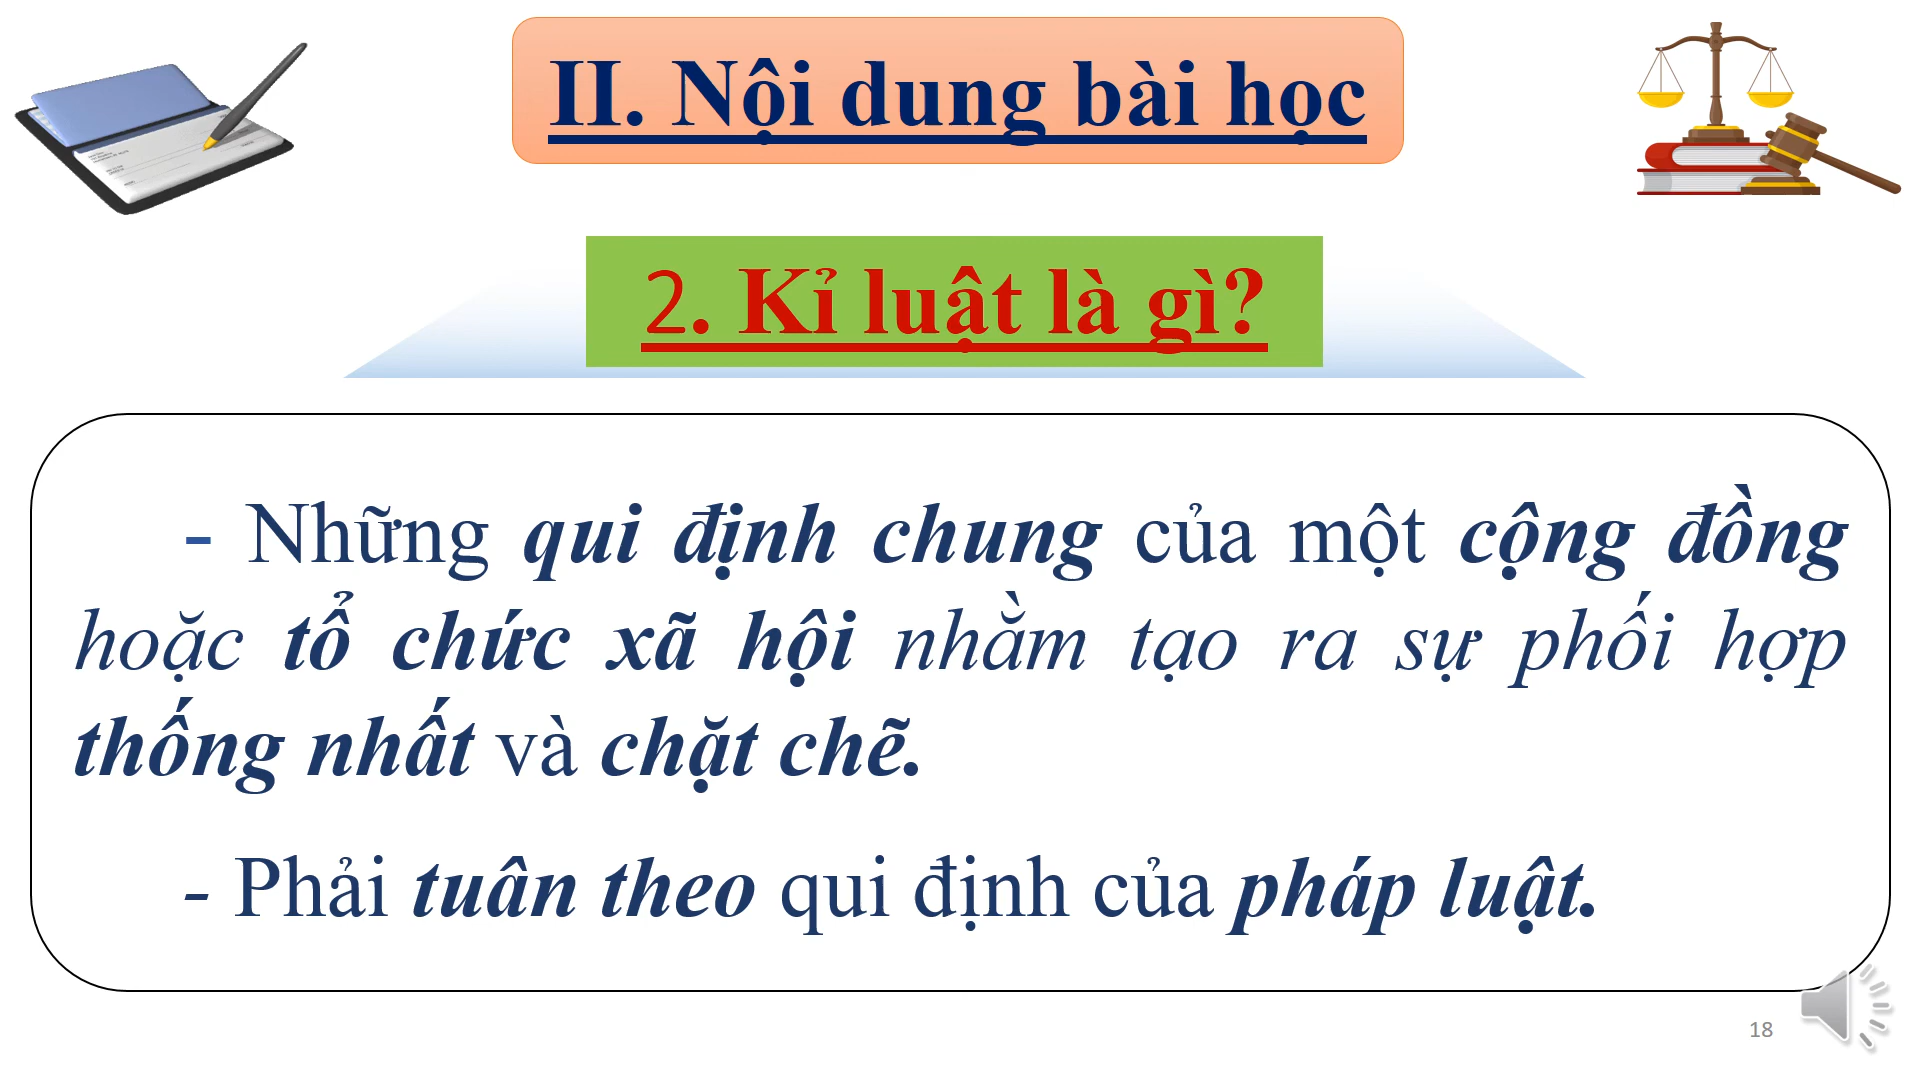 II. Nội dung bài học
2. Kỉ luật là gì?
- Những qui định chung của một cộng đồng
hoặc tổ chức xã hội nhằm tạo ra sự phối hợp
thống nhất và chặt chẽ.
- Phải tuân theo qui định của pháp luật.
18